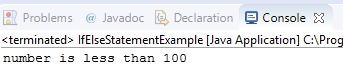 Problems @ Javadoc Declaration Console
<terminated> IfElseStatementExample [Java Application] C:\Prog
number is less than 100